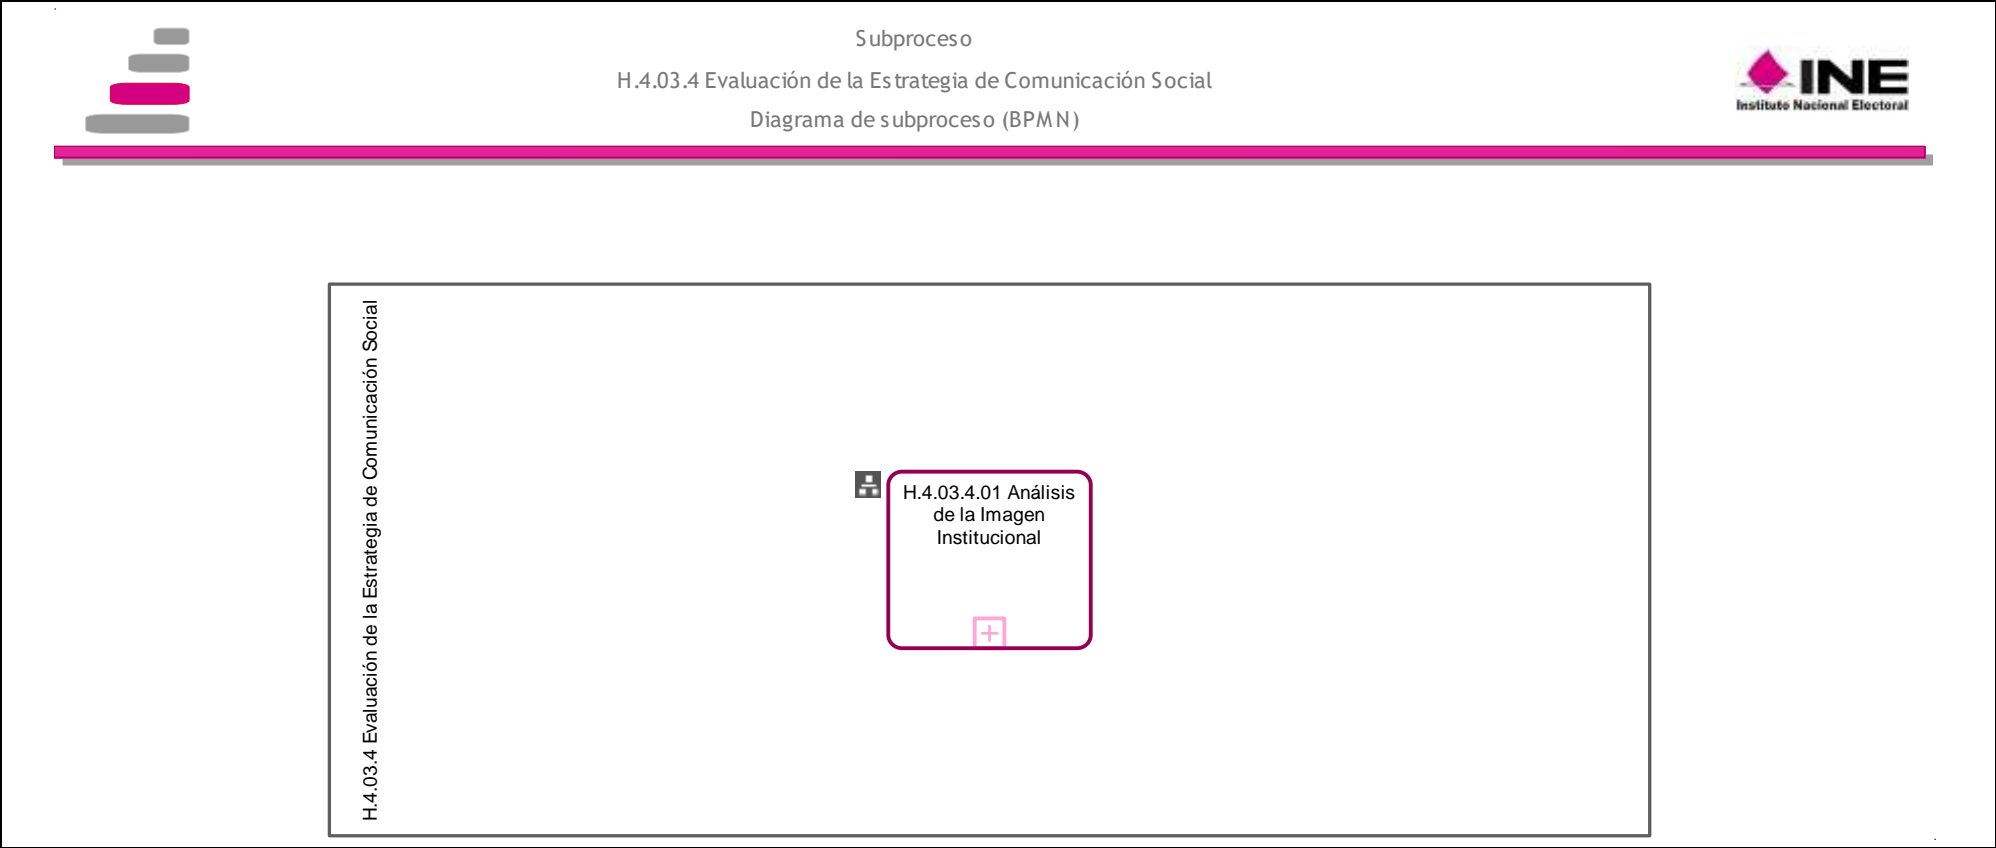 Subproceso
H.4.03.4 Evaluación de la Estrategia de Comunicación Social
Diagrama de subproceso (BPMN)
INE
Instituto Nacional Electoral
H.4.03.4 Evaluación de la Estrategia de Comunicación Social
H.4.03.4.01 Análisis
de la Imagen
Institucional